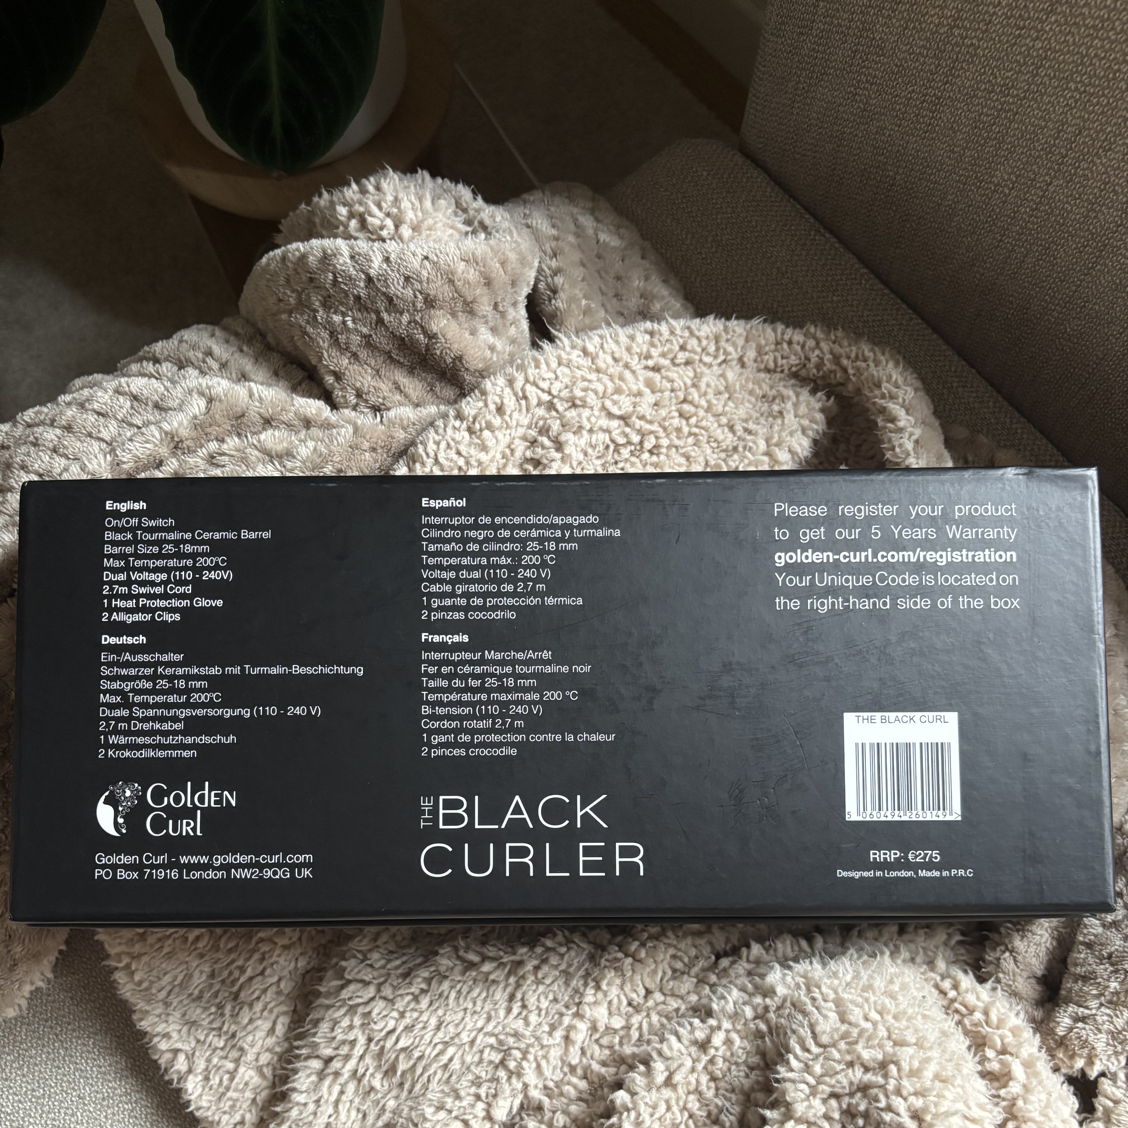 English
On/Off Switch
Black Tourmaline Ceramic Barrel
Barrel Size 25-18mm
Max Temperature 200ºC
Dual Voltage (110 - 240V)
2.7m Swivel Cord
1 Heat Protection Glove
2 Alligator Clips
Deutsch
Ein-/Ausschalter
Schwarzer Keramikstab mit Turmalin-Beschichtung
Stabgröße 25-18 mm
Max. Temperatur 200ºC
Duale Spannungsversorgung (110 - 240 V)
2,7 m Drehkabel
1 Wärmeschutzhandschuh
2 Krokodilklemmen
Golden
Curl
Golden Curl - www.golden-curl.com
PO Box 71916 London NW2-9QG UK
Español
Interruptor de encendido/apagado
Cilindro negro de cerámica y turmalina
Tamaño de cilindro: 25-18 mm
Temperatura máx.: 200 ºC
Voltaje dual (110 - 240 V)
Cable giratorio de 2,7 m
1 guante de protección térmica
2 pinzas cocodrilo
Français
Interrupteur Marche/Arrêt
Fer en céramique tourmaline noir
Taille du fer 25-18 mm
Température maximale 200 ºC
Bi-tension (110 - 240 V)
Cordon rotatif 2,7 m
1 gant de protection contre la chaleur
2 pinces crocodile
THE BLACK
CURLER
Please register your product
to get our 5 Years Warranty
golden-curl.com/registration
Your Unique Code is located on
the right-hand side of the box
THE BLACK CURL
5 060494 260149 >
RRP: €275
Designed in London, Made in P.R.C